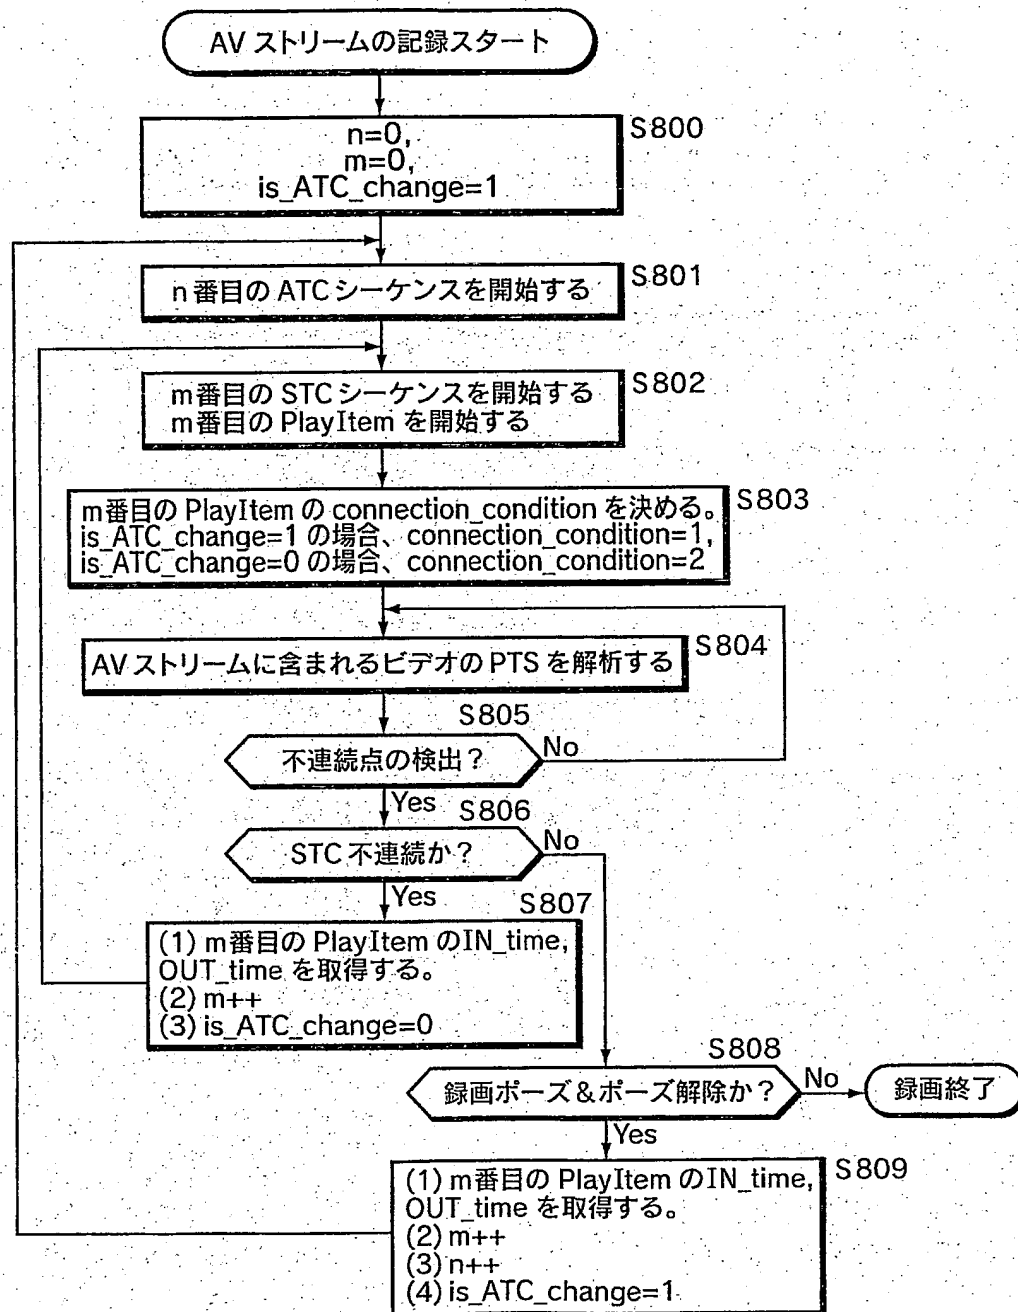 AV ストリームの記録スタート
n=0,
m=0,
is_ATC_change=1
S800
n番目の ATC シーケンスを開始する
S801
m番目の STC シーケンスを開始する
m番目の PlayItem を開始する
S802
m番目の PlayItem の connection_condition を決める。
is_ATC_change=1 の場合、connection_condition=1,
is_ATC_change=0 の場合、connection_condition=2
S803
AV ストリームに含まれるビデオの PTS を解析する
S804
S805
不連続点の検出？
No
Yes
S806
STC 不連続か？
No
Yes
S807
(1) m番目の PlayItem のIN_time,
OUT_time を取得する。
(2) m++
(3) is_ATC_change=0
S808
録画ポーズ＆ポーズ解除か？
No
録画終了
Yes
S809
(1) m番目の PlayItem のIN_time,
OUT_time を取得する。
(2) m++
(3) n++
(4) is_ATC_change=1